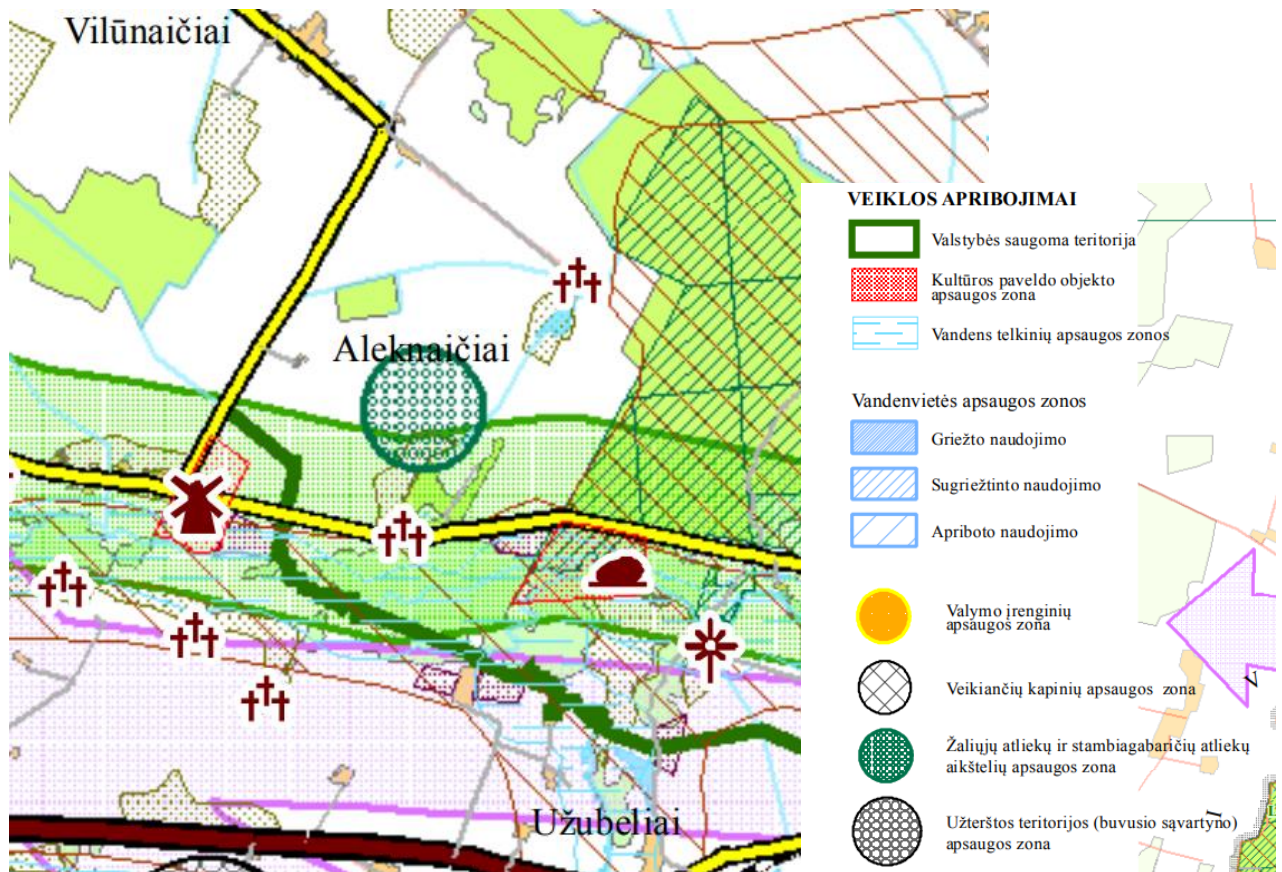 Vilūnaičiai
Aleknaičiai
Užubeliai
VEIKLOS APRIBOJIMAI
Valstybės saugoma teritorija
Kultūros paveldo objekto
apsaugos zona
Vandens telkinių apsaugos zonos
Vandenvietės apsaugos zonos
Griežto naudojimo
Sugriežtinto naudojimo
Apriboto naudojimo
Valymo įrenginių
apsaugos zona
Veikiančių kapinių apsaugos zona
Žaliųjų atliekų ir stambiagabaričių atliekų
aikštelių apsaugos zona
Užterštos teritorijos (buvusio sąvartyno)
apsaugos zona